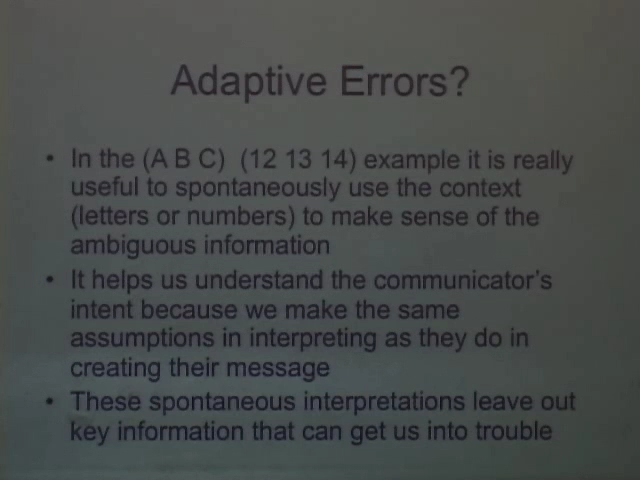 Adaptive Errors?
• In the (A B C)  (12 13 14) example it is really
useful to spontaneously use the context
(letters or numbers) to make sense of the
ambiguous information
• It helps us understand the communicator's
intent because we make the same
assumptions in interpreting as they do in
creating their message
• These spontaneous interpretations leave out
key information that can get us into trouble